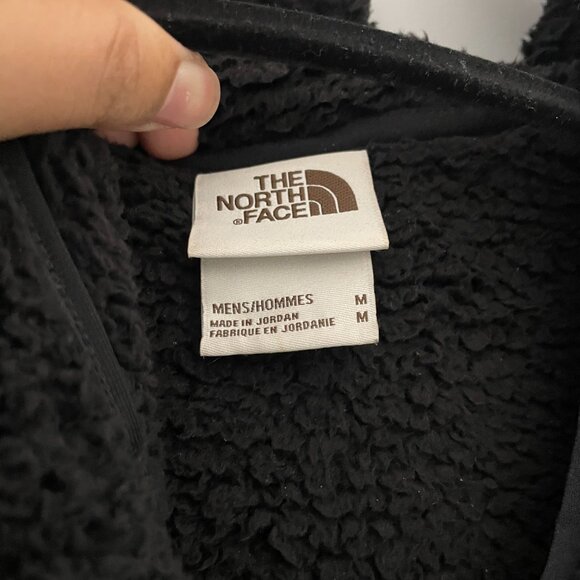 THE
NORTH
®FACE
MENS/HOMMES M
MADE IN JORDAN M
FABRIQUE EN JORDANIE